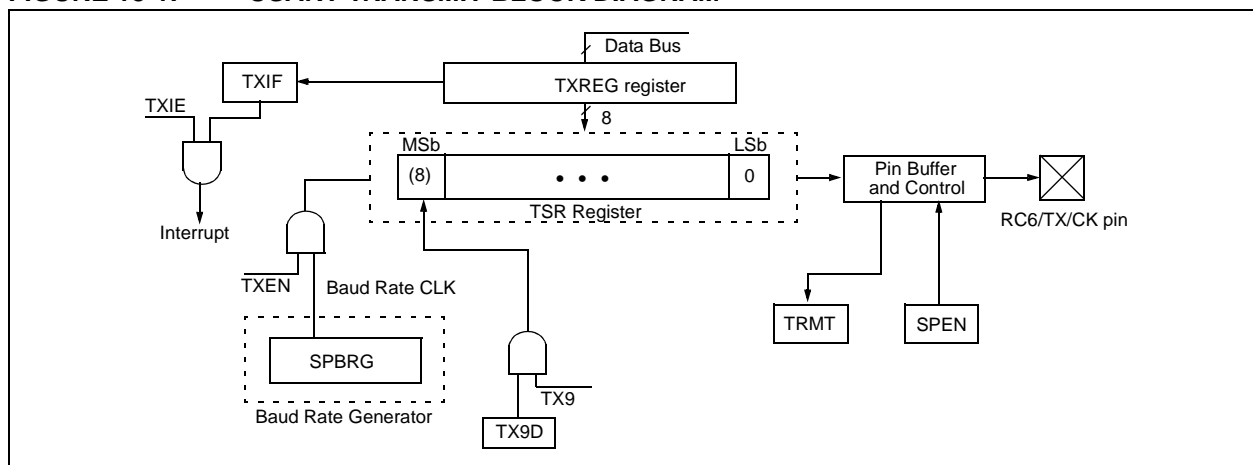 Data Bus
TXIF
TXREG register
TXIE
8
MSb
LSb
(8)
• • •
0
Pin Buffer
and Control
TSR Register
Interrupt
RC6/TX/CK pin
TXEN
Baud Rate CLK
TRMT
SPEN
SPBRG
TX9
Baud Rate Generator
TX9D